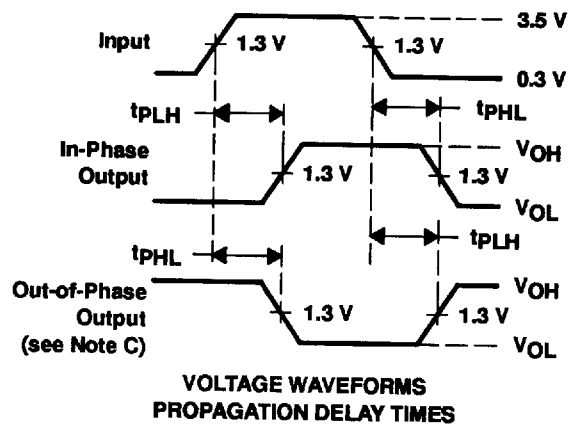 3.5 V
Input
1.3 V
1.3 V
0.3 V
tPLH
tPHL
In-Phase
Output
VOH
1.3 V
1.3 V
VOL
tPHL
tPLH
Out-of-Phase
Output
(see Note C)
VOH
1.3 V
1.3 V
VOL
VOLTAGE WAVEFORMS
PROPAGATION DELAY TIMES